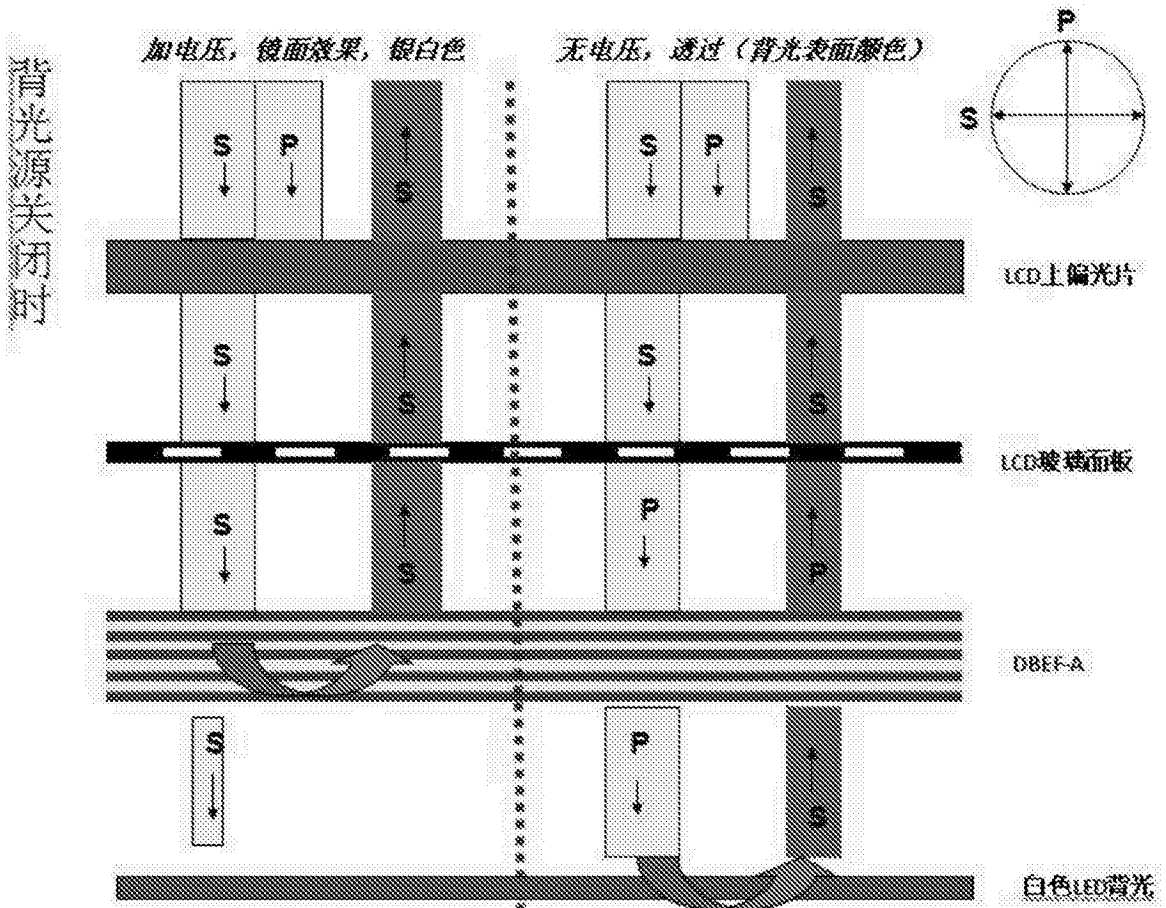 背光源关闭时
加电压，镜面效果，银白色
无电压，透过（背光表面颜色）
P
S
S P S
S P S
LCD上偏光片
S S
S S
LCD玻璃面板
S S
P P
DBEF-A
S
P S
白色LED背光